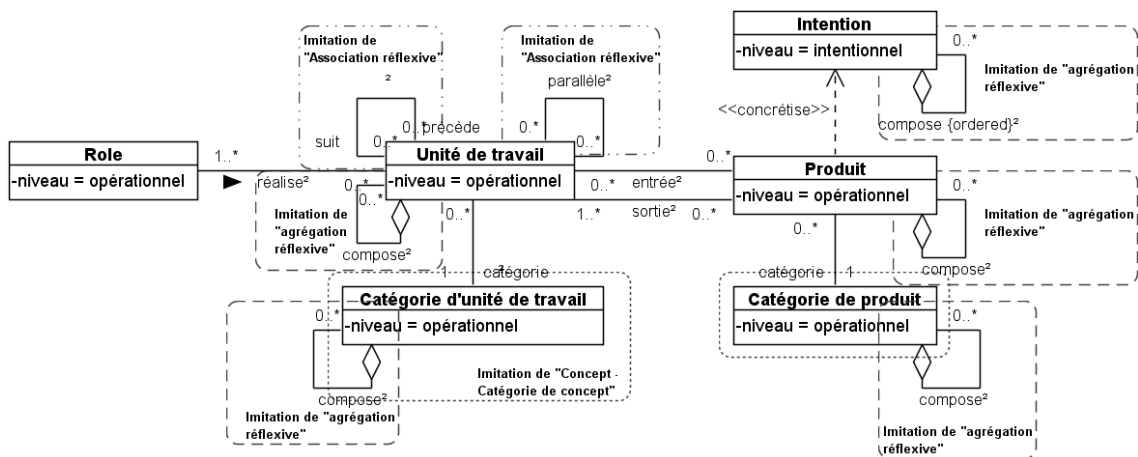 Imitation de
"Association réflexive"
²
0..*
précède
suit
0..*
Imitation de
"Association réflexive"
parallèle²
0..*
0..*
Intention
-niveau = intentionnel
0..*
Imitation de "agrégation
réflexive"
compose {ordered}²
<<concrétise>>
Role
-niveau = opérationnel
1..*
réalise²
0..*
Unité de travail
-niveau = opérationnel
0..*
0..*
entrée²
1..*
sortie²
0..*
Produit
-niveau = opérationnel
0..*
Imitation de "agrégation
réflexive"
compose²
0..*
Imitation de
"agrégation
réflexive"
compose²
0..*
1
²
catégorie
0..*
catégorie
1
Catégorie d'unité de travail
-niveau = opérationnel
0..*
compose²
Imitation de "agrégation
réflexive"
Imitation de "Concept -
Catégorie de concept"
Catégorie de produit
-niveau = opérationnel
0..*
compose²
Imitation de "agrégation
réflexive"